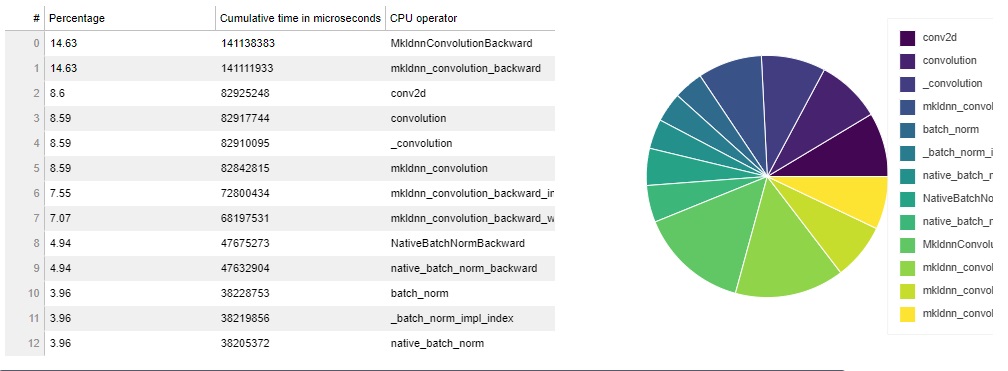 # Percentage Cumulative time in microseconds CPU operator
0 14.63 141138383 MkldnnConvolutionBackward
1 14.63 141111933 mkldnn_convolution_backward
2 8.6 82925248 conv2d
3 8.59 82917744 convolution
4 8.59 82910095 _convolution
5 8.59 82842815 mkldnn_convolution
6 7.55 72800434 mkldnn_convolution_backward_in
7 7.07 68197531 mkldnn_convolution_backward_w
8 4.94 47675273 NativeBatchNormBackward
9 4.94 47632904 native_batch_norm_backward
10 3.96 38228753 batch_norm
11 3.96 38219856 _batch_norm_impl_index
12 3.96 38205372 native_batch_norm
conv2d
convolution
_convolution
mkldnn_convol
batch_norm
_batch_norm_i
native_batch_n
NativeBatchNo
native_batch_n
MkldnnConvolu
mkldnn_convol
mkldnn_convol
mkldnn_convol